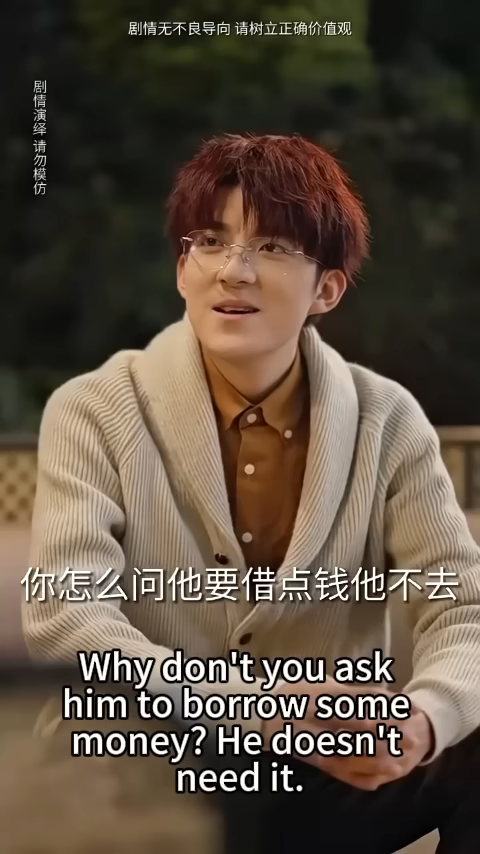 剧情无不良导向 请树立正确价值观
剧情演绎 请勿模仿
你怎么问他要借点钱他不去
Why don't you ask
him to borrow some
money? He doesn't
need it.